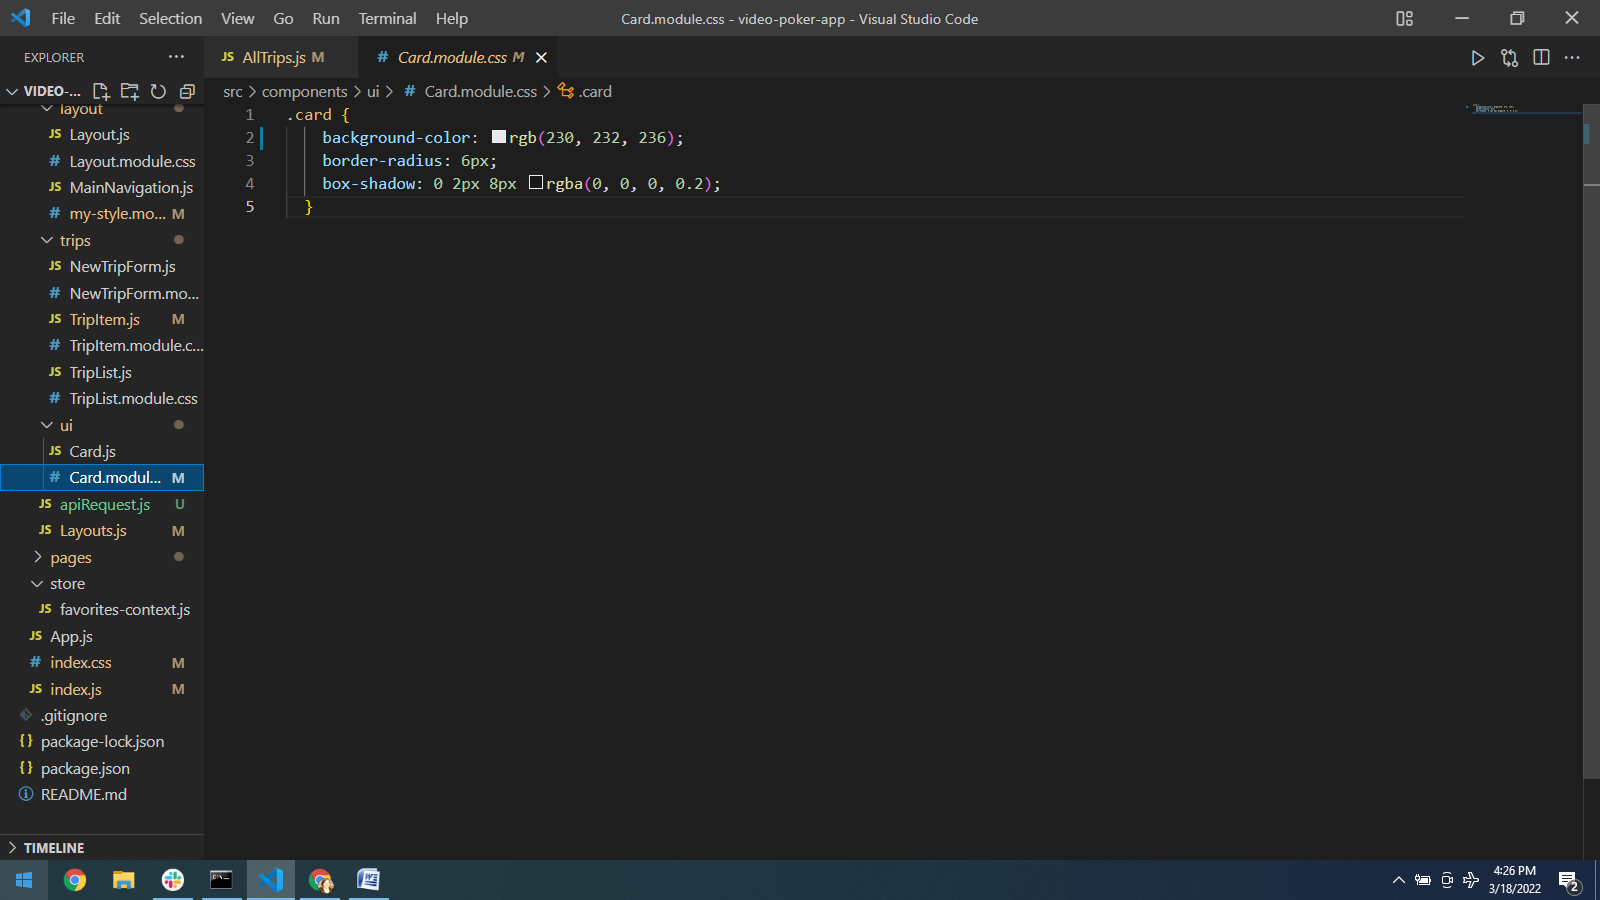 File Edit Selection View Go Run Terminal Help
Card.module.css - video-poker-app - Visual Studio Code
EXPLORER
VIDEO-...
layout
JS Layout.js
# Layout.module.css
JS MainNavigation.js
# my-style.mo... M
trips
JS NewTripForm.js
# NewTripForm.mo...
JS TripItem.js M
# TripItem.module.c...
JS TripList.js
# TripList.module.css
ui
JS Card.js
# Card.modul... M
JS apiRequest.js U
JS Layouts.js M
pages
store
JS favorites-context.js
JS App.js
# index.css M
JS index.js M
.gitignore
{} package-lock.json
{} package.json
README.md
TIMELINE
JS AllTrips.js M
# Card.module.css M
src > components > ui > # Card.module.css > .card
1 .card {
2 background-color: rgb(230, 232, 236);
3 border-radius: 6px;
4 box-shadow: 0 2px 8px rgba(0, 0, 0, 0.2);
5 }
4:26 PM
3/18/2022
2